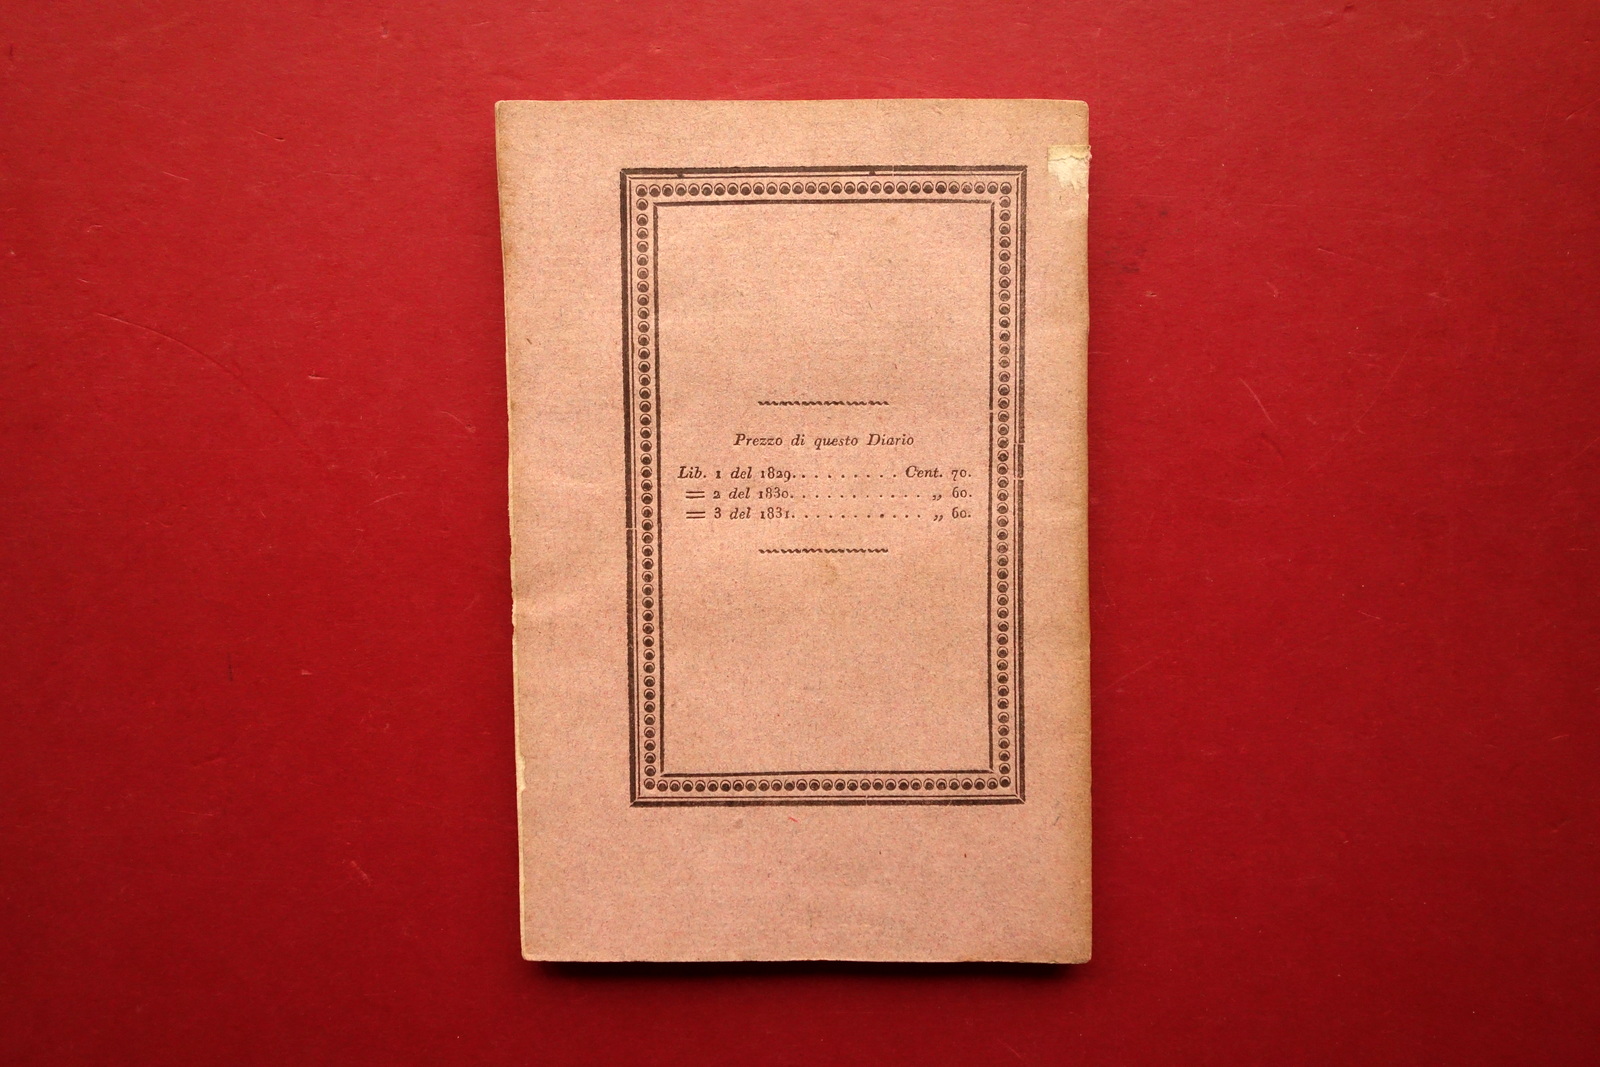 Prezzo di questo Diario
Lib. 1 del 1829. . . . . . . . . Cent. 70.
= 2 del 1830. . . . . . . . . . . „ 60.
= 3 del 1831. . . . . . . . . . . „ 60.